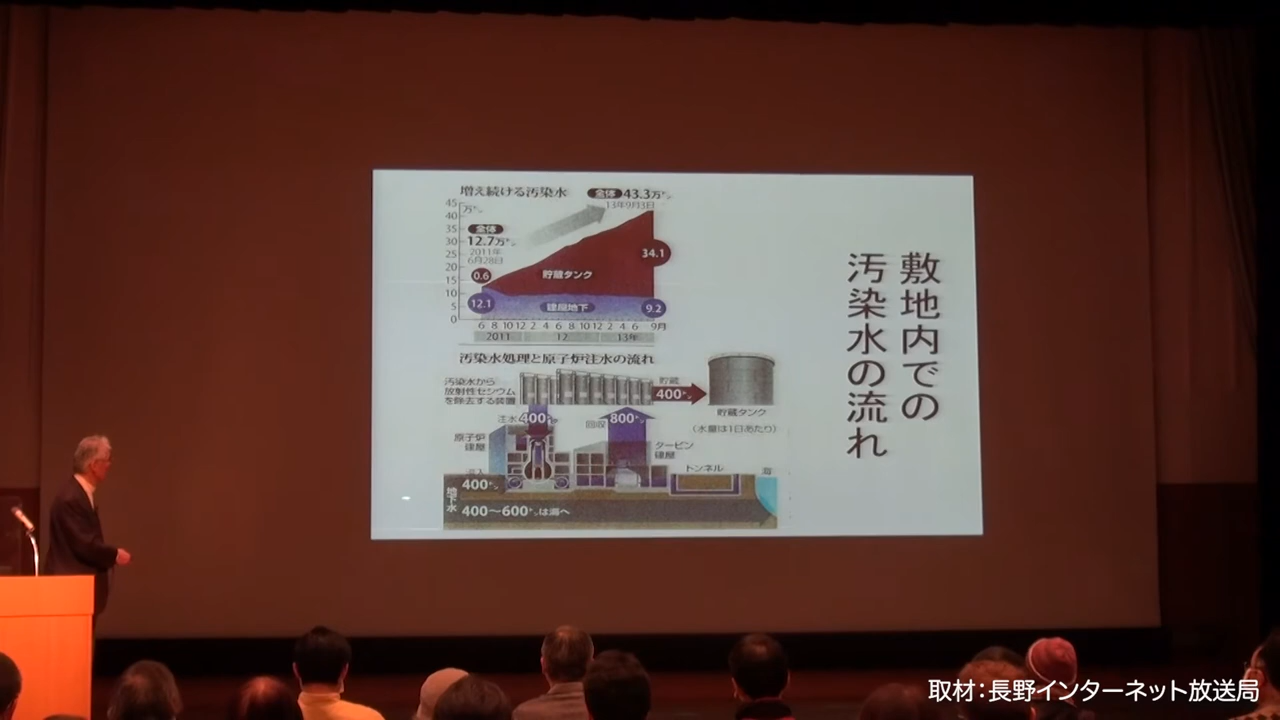 増え続ける汚染水
全体 43.3万㌧
13年9月3日
45
万㌧
40
35
30
25
20
15
10
5
0
全体
12.7万㌧
2011年
6月28日
0.6
12.1
貯蔵タンク
34.1
建屋地下
9.2
6 8 10 12 2 4 6 8 10 12 2 4 6 9月
2011 12 13年
汚染水処理と原子炉注水の流れ
汚染水から
放射性セシウム
を除去する装置
貯蔵
400㌧
貯蔵タンク
(水量は1日あたり)
注水400㌧
回収 800㌧
原子炉
建屋
タービン
建屋
トンネル
海
流入
400㌧
地下水
400〜600㌧は海へ
敷地内での
汚染水の流れ
取材:長野インターネット放送局